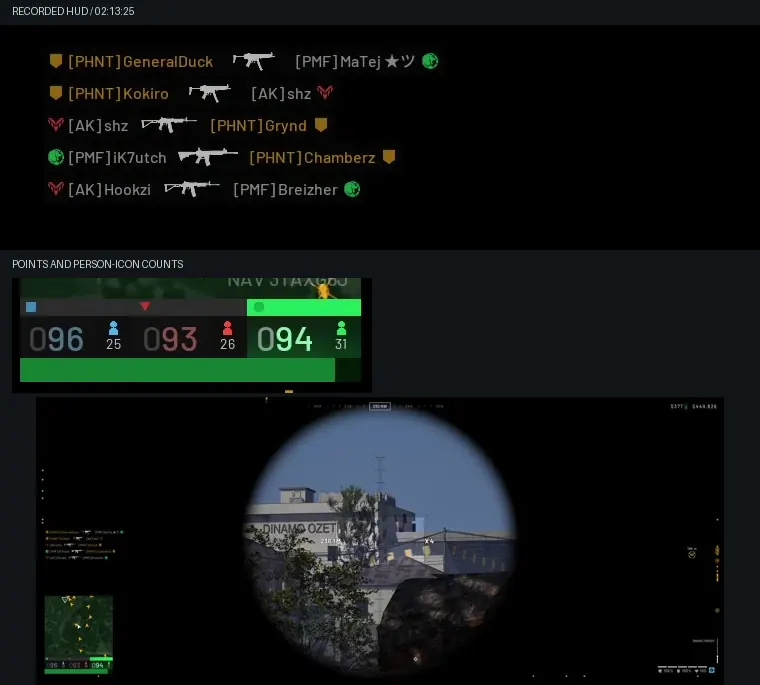 RECORDED HUD / 02:13:25
[PHNT] GeneralDuck [PMF] MaTej ★ツ
[PHNT] Kokiro [AK] shz
[AK] shz [PHNT] Grynd
[PMF] iK7utch [PHNT] Chamberz
[AK] Hookzi [PMF] Breizher
POINTS AND PERSON-ICON COUNTS
096 25 093 26 094 31
DINAMO OZET
X4